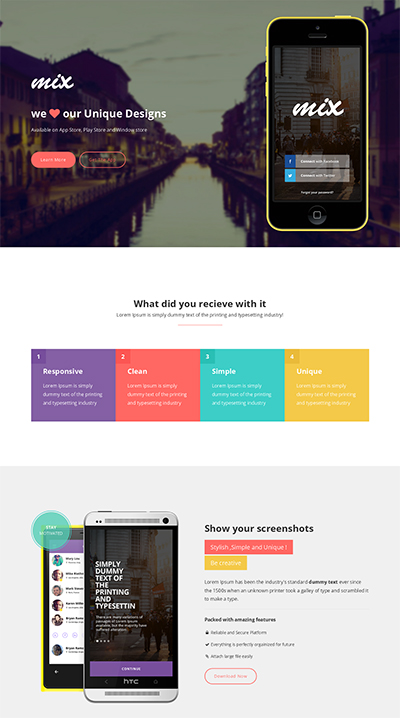 mix
we ❤ our Unique Designs
Available on App Store, Play Store and Window store
Learn More
mix
Connect with Facebook
Connect with Twitter
Forgot your password?
What did you recieve with it
Lorem Ipsum is simply dummy text of the printing and typesetting industry!
1
Responsive
Lorem Ipsum is simply
dummy text of the printing
and typesetting industry
2
Clean
Lorem Ipsum is simply
dummy text of the printing
and typesetting industry
3
Simple
Lorem Ipsum is simply
dummy text of the printing
and typesetting industry
4
Unique
Lorem Ipsum is simply
dummy text of the printing
and typesetting industry
STAY
MOTIVATED
SIMPLY
DUMMY
TEXT OF
THE
PRINTING
AND
TYPESETTIN
There are many variations of
passages of Lorem Ipsum
available, but the majority have
suffered alteration.
CONTINUE
hTC
Show your screenshots
Stylish ,Simple and Unique !
Be creative
Lorem Ipsum has been the industry's standard dummy text ever since
the 1500s when an unknown printer took a galley of type and scrambled it
to make a type.
Packed with amazing features
Reliable and Secure Platform
Everything is perfectly orgainized for future
Attach large file easily
Download Now